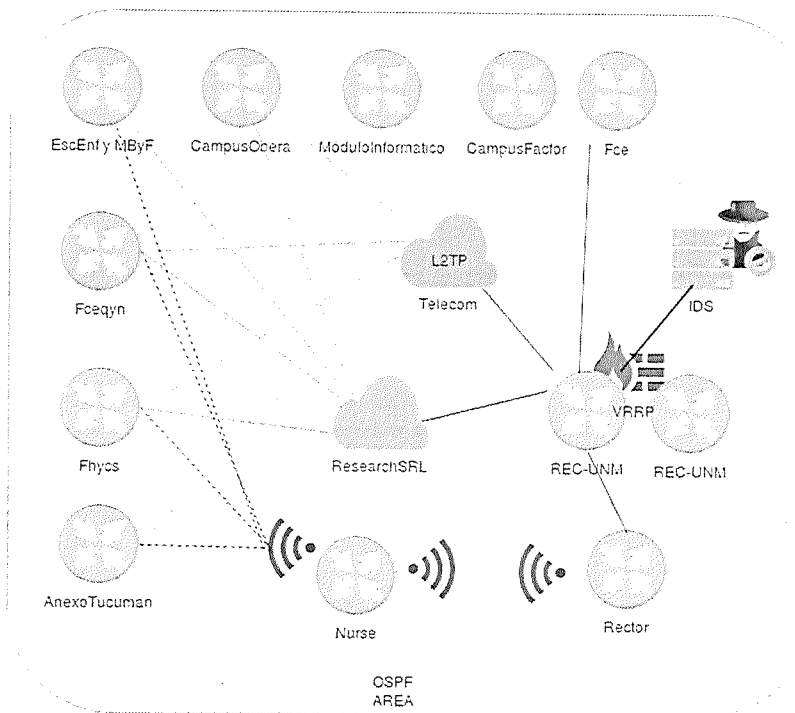 EscEnf y MByF
CampusObera
ModuloInformatico
CampusFactor
Fce
L2TP
Telecom
IDS
Fceqyn
VRRP
Fhycs
ResearchSRL
REC-UNM
REC-UNM
AnexoTucuman
Nurse
Rector
OSPF
AREA